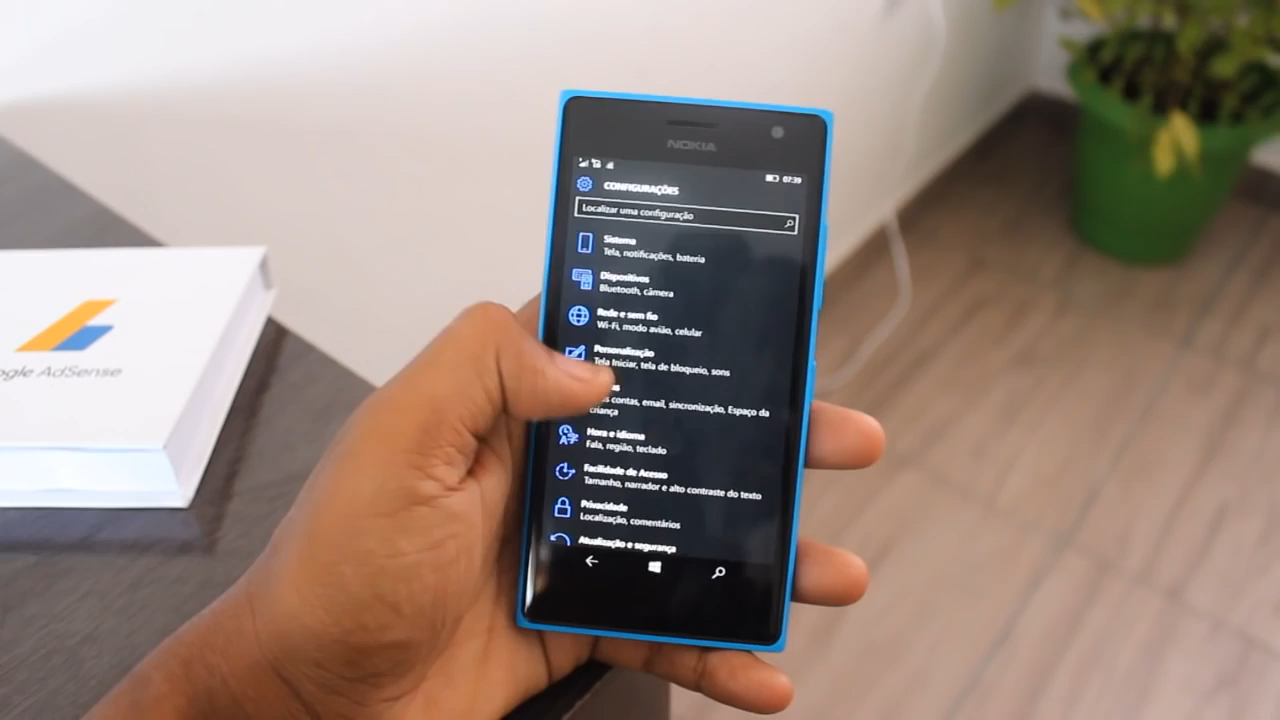 NOKIA
07:39
CONFIGURAÇÕES
Localizar uma configuração
Sistema
Tela, notificações, bateria
Dispositivos
Bluetooth, câmera
Rede e sem fio
Wi-Fi, modo avião, celular
Personalização
Tela Iniciar, tela de bloqueio, sons
contas, email, sincronização, Espaço da
criança
Hora e idioma
Fala, região, teclado
Facilidade de Acesso
Tamanho, narrador e alto contraste do texto
Privacidade
Localização, comentários
Atualização e segurança
ogle AdSense